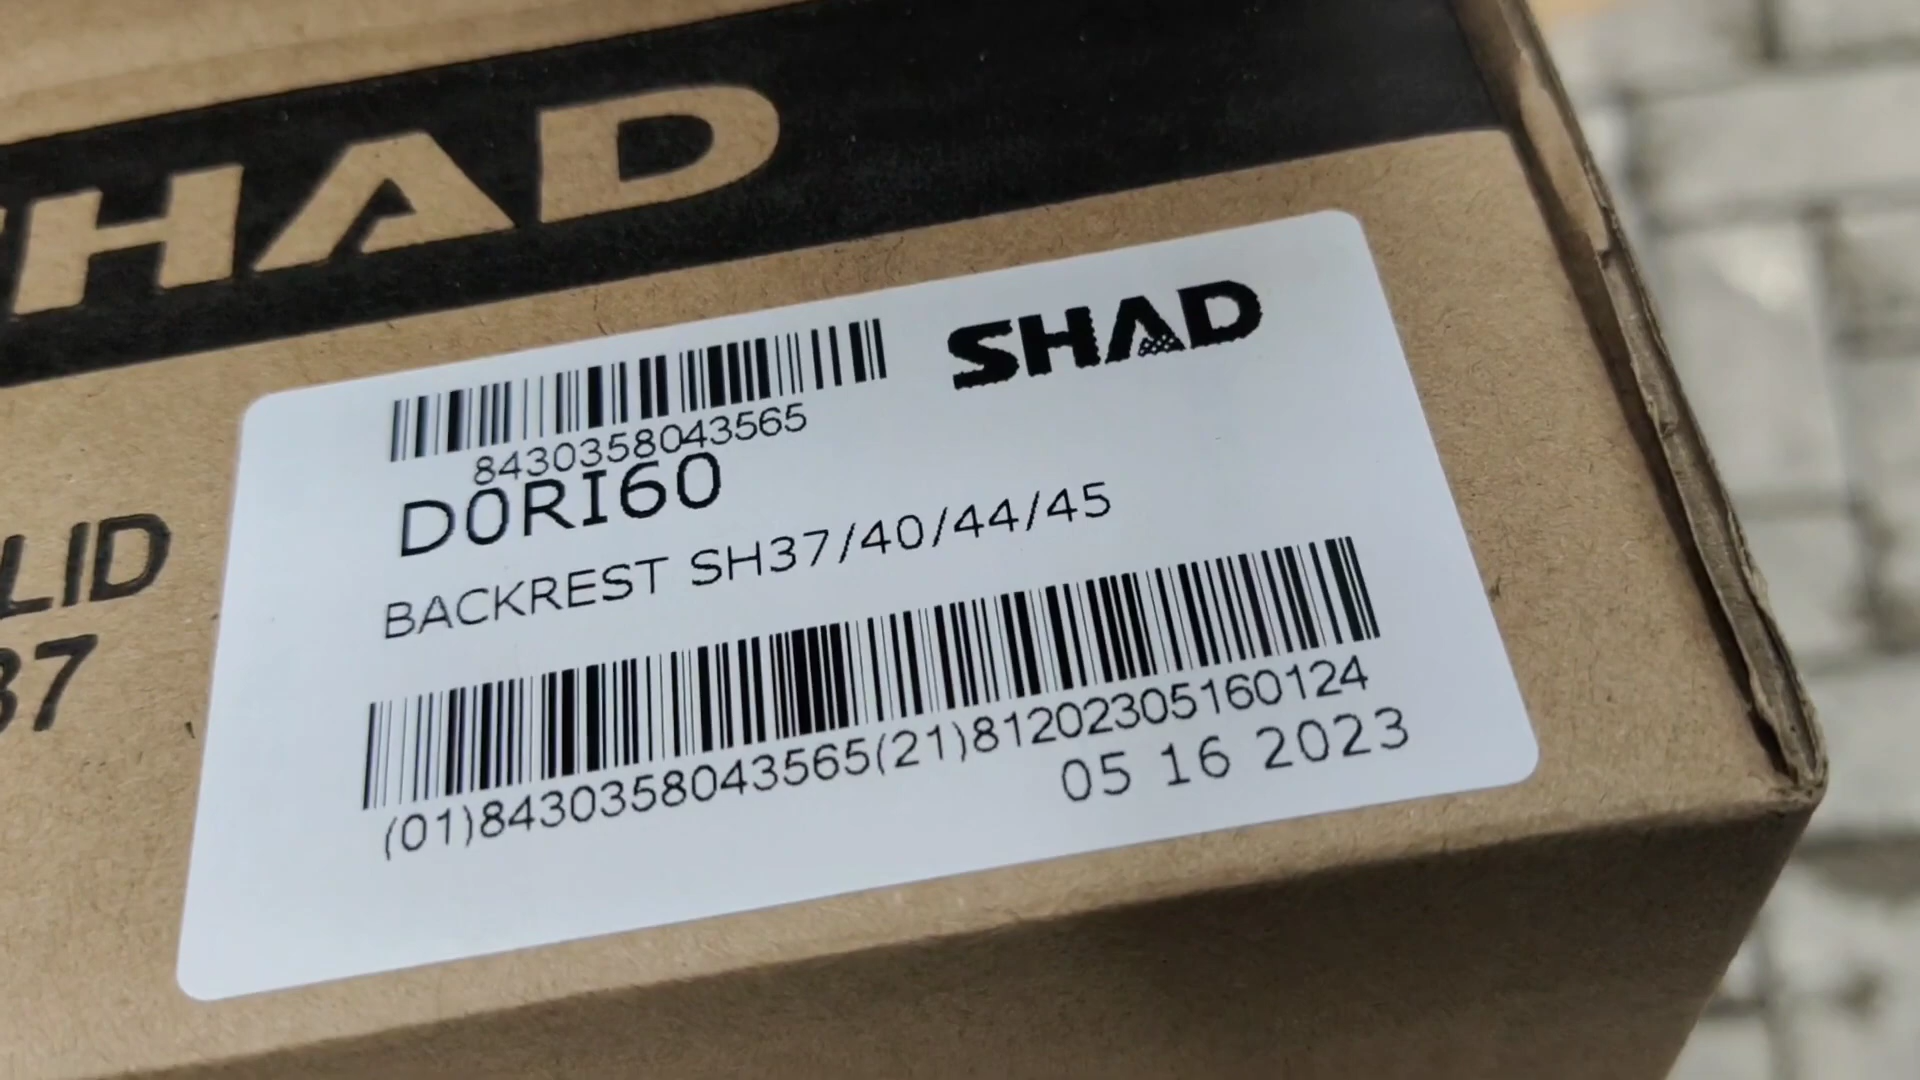 SHAD
SHAD
8430358043565
D0RI60
BACKREST SH37/40/44/45
(01)8430358043565(21)81202305160124
05 16 2023
LID
37